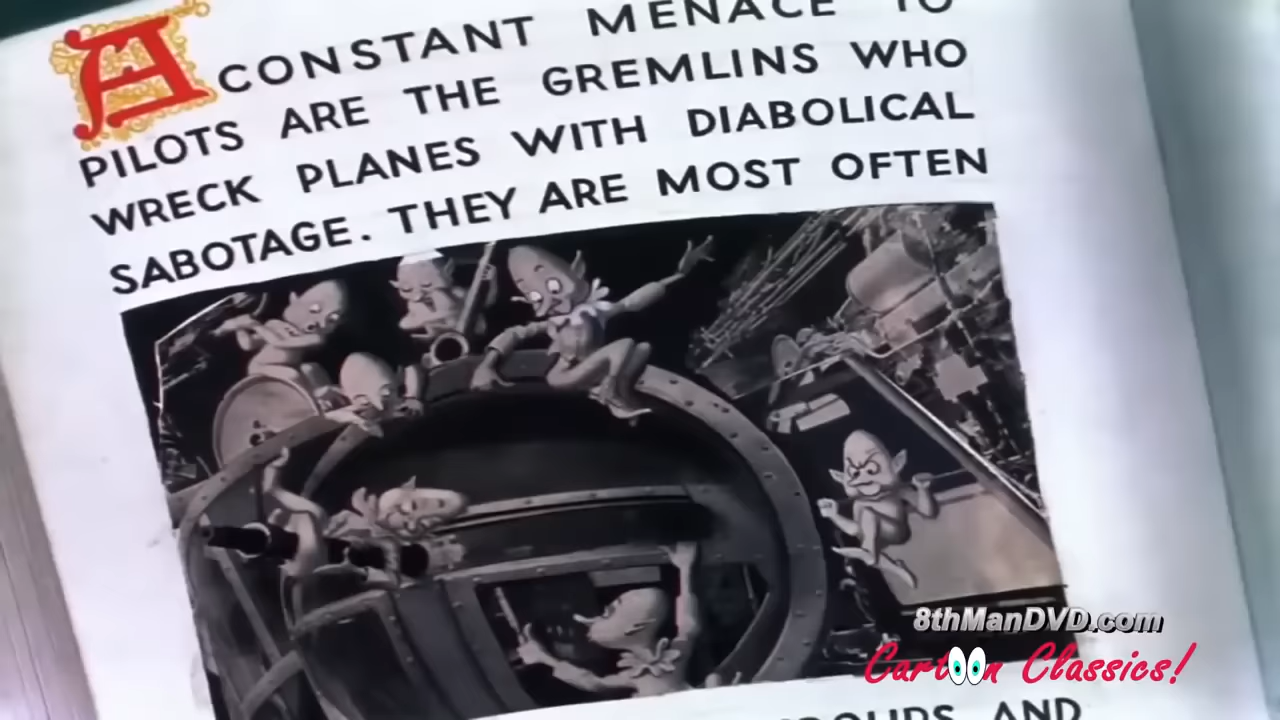 A CONSTANT MENACE TO
PILOTS ARE THE GREMLINS WHO
WRECK PLANES WITH DIABOLICAL
SABOTAGE. THEY ARE MOST OFTEN
AND
8thManDVD.com
Cartoon Classics!